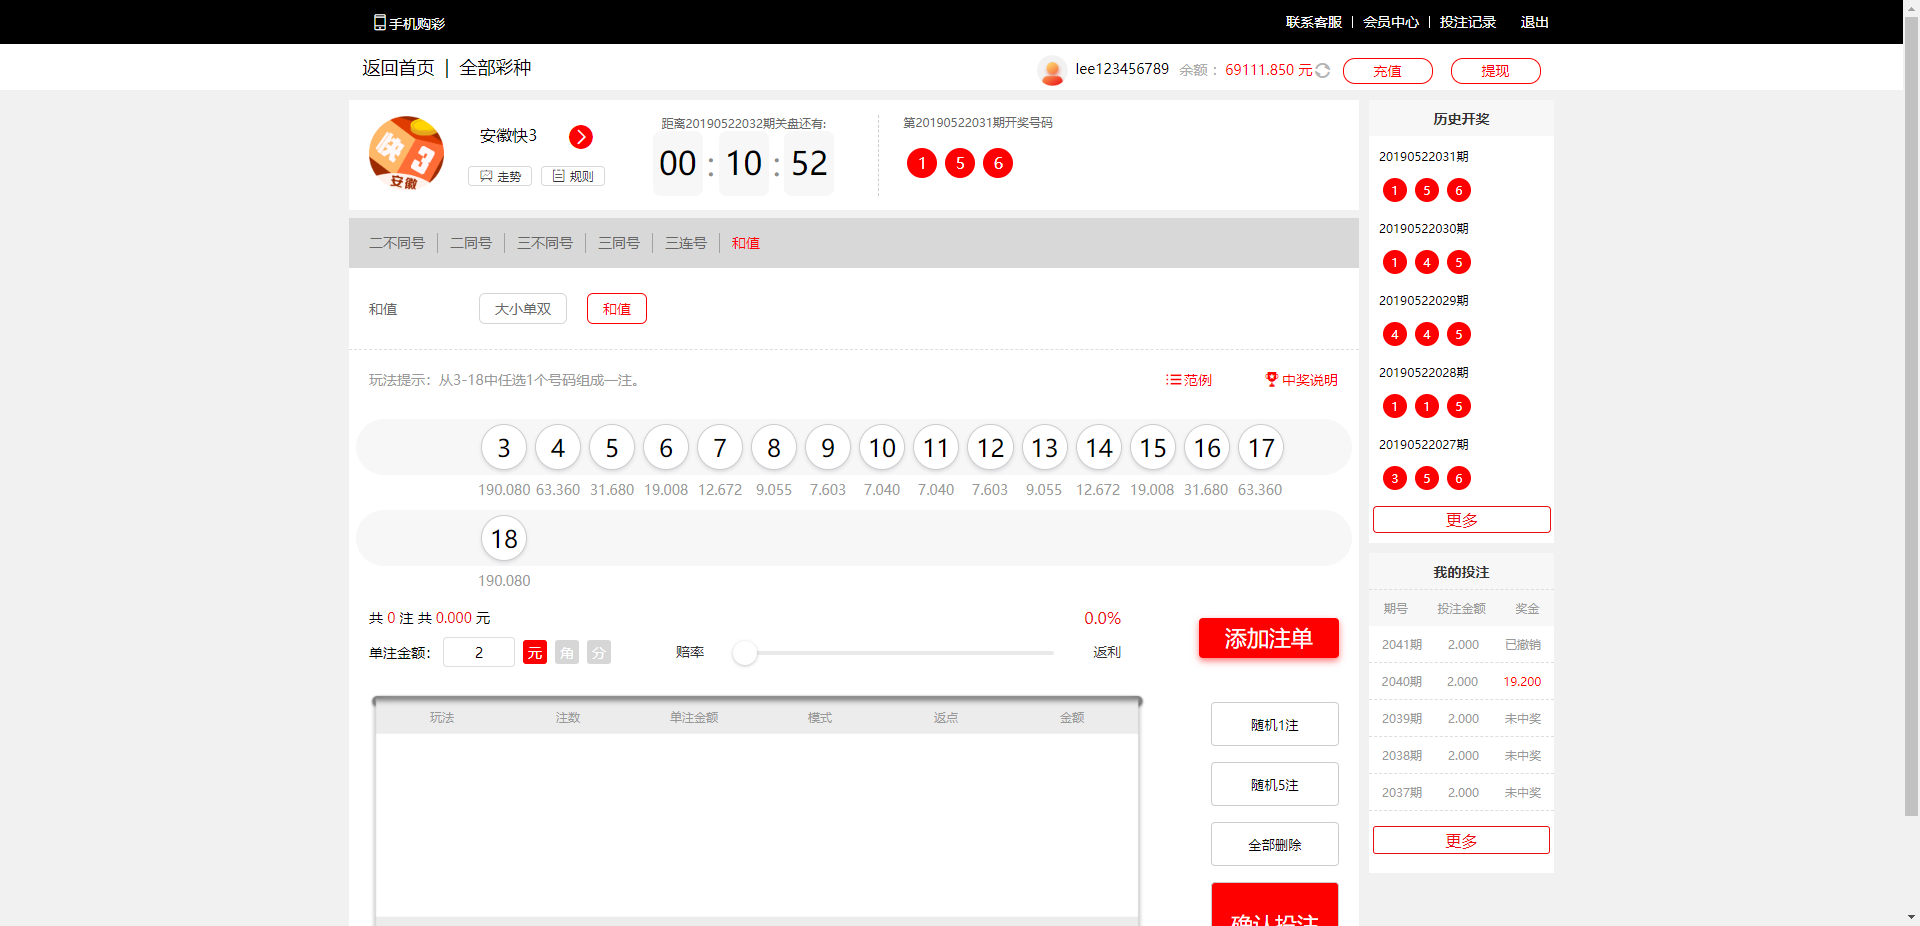 手机购彩
联系客服 | 会员中心 | 投注记录 退出
返回首页 | 全部彩种
lee123456789 余额： 69111.850 元 充值 提现
快3
安徽
安徽快3
走势 规则
距离20190522032期关盘还有:
00 : 10 : 52
第20190522031期开奖号码
1 5 6
二不同号 二同号 三不同号 三同号 三连号 和值
和值 大小单双 和值
玩法提示：从3-18中任选1个号码组成一注。 范例 中奖说明
3 4 5 6 7 8 9 10 11 12 13 14 15 16 17
190.080 63.360 31.680 19.008 12.672 9.055 7.603 7.040 7.040 7.603 9.055 12.672 19.008 31.680 63.360
18
190.080
共 0 注 共 0.000 元
单注金额： 2 元 角 分
赔率
0.0%
返利
添加注单
玩法 注数 单注金额 模式 返点 金额
随机1注
随机5注
全部删除
确认投注
历史开奖
20190522031期
1 5 6
20190522030期
1 4 5
20190522029期
4 4 5
20190522028期
1 1 5
20190522027期
3 5 6
更多
我的投注
期号 投注金额 奖金
2041期 2.000 已撤销
2040期 2.000 19.200
2039期 2.000 未中奖
2038期 2.000 未中奖
2037期 2.000 未中奖
更多